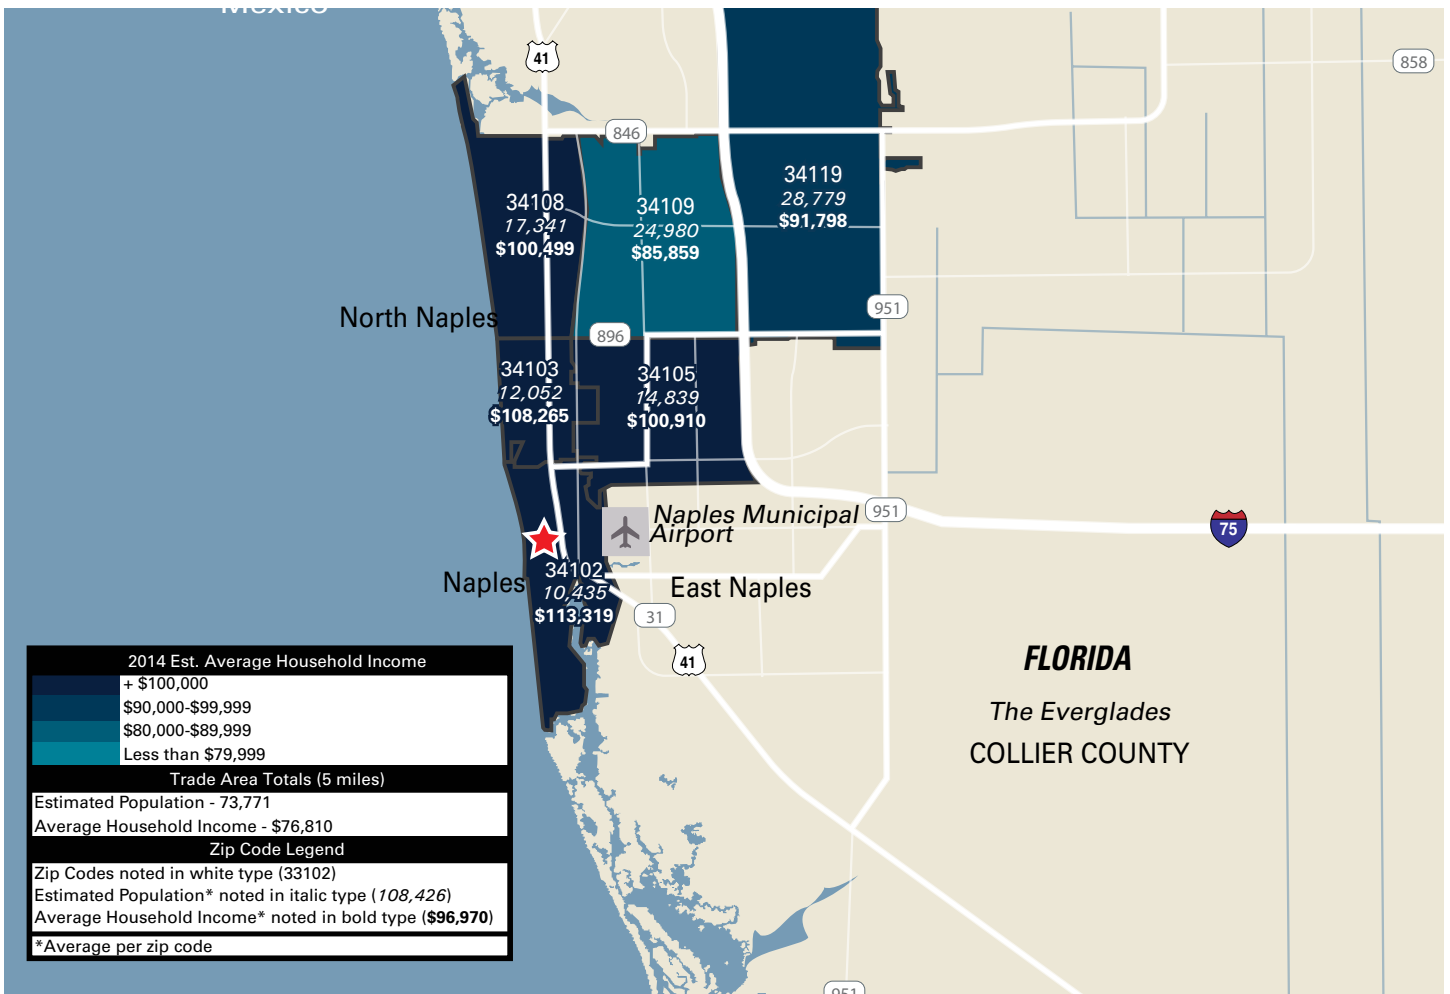 Mexico
41
858
846
34119
28,779
$91,798
34108
17,341
$100,499
34109
24,980
$85,859
951
North Naples
896
34103
12,052
$108,265
34105
14,839
$100,910
951
Naples Municipal
Airport
75
34102
10,435
$113,319
Naples
East Naples
31
41
FLORIDA
The Everglades
COLLIER COUNTY
2014 Est. Average Household Income
+ $100,000
$90,000-$99,999
$80,000-$89,999
Less than $79,999
Trade Area Totals (5 miles)
Estimated Population - 73,771
Average Household Income - $76,810
Zip Code Legend
Zip Codes noted in white type (33102)
Estimated Population* noted in italic type (108,426)
Average Household Income* noted in bold type ($96,970)
*Average per zip code
951